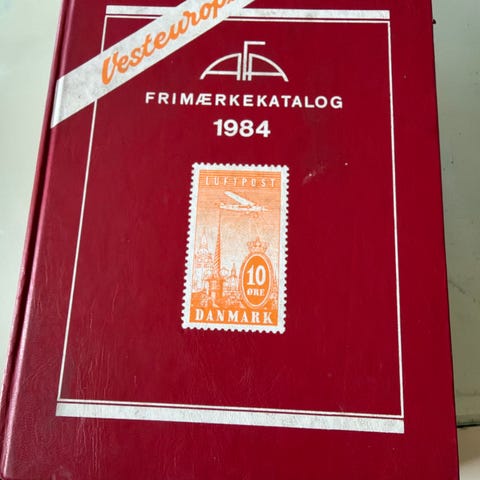 Vesteuropa
AFA
FRIMÆRKEKATALOG
1984
LUFTPOST
10
ØRE
DANMARK